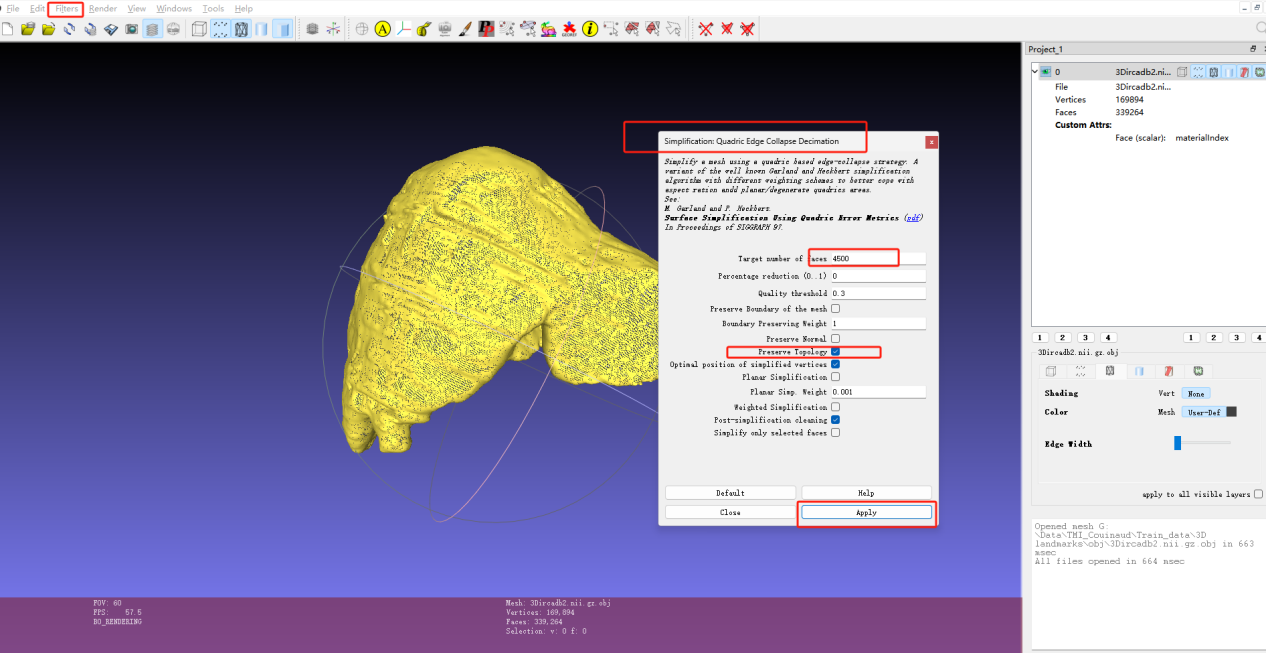 File Edit Filters Render View Windows Tools Help
Project_1
0 3Dircadb2.ni...
File 3Dircadb2.ni...
Vertices 169894
Faces 339264
Custom Attrs:
Face (scalar): materialIndex
Simplification: Quadric Edge Collapse Decimation
x
Simplify a mesh using a quadric based edge-collapse strategy. A
variant of the well known Garland and Heckbert simplification
algorithm with different weighting schemes to better cope with
aspect ration andd planar/degenerate quadrics areas.
See:
M. Garland and P. Heckbert.
Surface Simplification Using Quadric Error Metrics (pdf)
In Proceedings of SIGGRAPH 97.
Target number of faces 4500
Percentage reduction (0..1) 0
Quality threshold 0.3
Preserve Boundary of the mesh
Boundary Preserving Weight 1
Preserve Normal
Preserve Topology
Optimal position of simplified vertices
Planar Simplification
Planar Simp. Weight 0.001
Weighted Simplification
Post-simplification cleaning
Simplify only selected faces
Default Help
Close Apply
1 2 3 4 1 2 3 4
3Dircadb2.nii.gz.obj
Shading Vert None
Color Mesh User-Def
Edge Width
apply to all visible layers
Opened mesh G:
\Data\TMI_Couinaud\Train_data\3D
landmarks\obj\3Dircadb2.nii.gz.obj in 663
msec
All files opened in 664 msec
FOV: 60
FPS: 57.5
BO_RENDERING
Mesh: 3Dircadb2.nii.gz.obj
Vertices: 169,894
Faces: 339,264
Selection: v: 0 f: 0